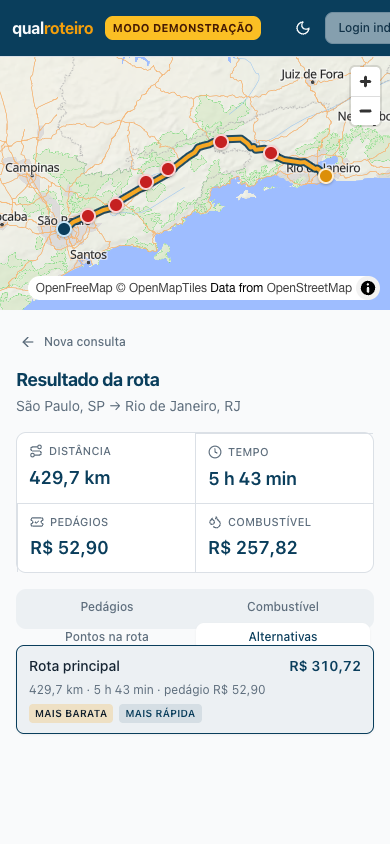 qualroteiro MODO DEMONSTRAÇÃO Login ind
Juiz de Fora
Campinas
Rio de Janeiro
São
Santos
OpenFreeMap © OpenMapTiles Data from OpenStreetMap
Nova consulta
Resultado da rota
São Paulo, SP → Rio de Janeiro, RJ
DISTÂNCIA
429,7 km
TEMPO
5 h 43 min
PEDÁGIOS
R$ 52,90
COMBUSTÍVEL
R$ 257,82
Pedágios Combustível
Pontos na rota Alternativas
Rota principal R$ 310,72
429,7 km · 5 h 43 min · pedágio R$ 52,90
MAIS BARATA MAIS RÁPIDA